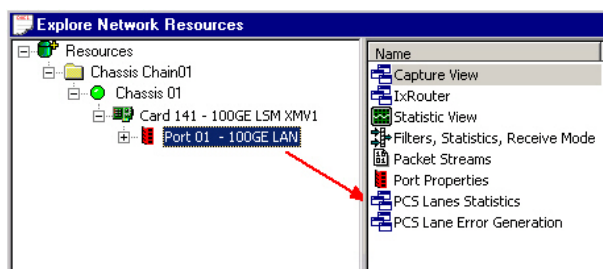 Explore Network Resources
Resources
Chassis Chain01
Chassis 01
Card 141 - 100GE LSM XMV1
Port 01 - 100GE LAN
Name
Capture View
IxRouter
Statistic View
Filters, Statistics, Receive Mode
Packet Streams
Port Properties
PCS Lanes Statistics
PCS Lane Error Generation